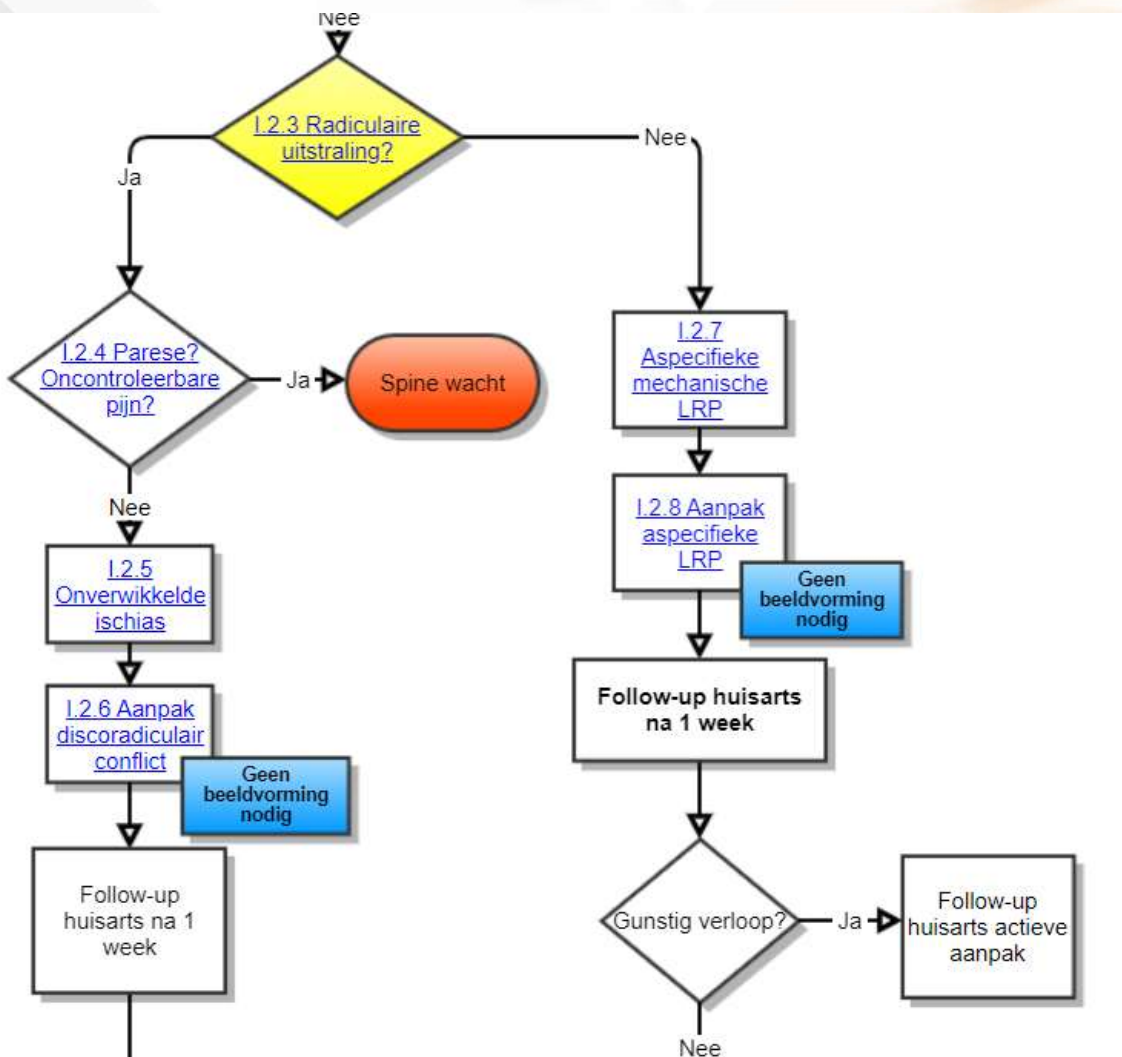 Nee
I.2.3 Radiculaire
uitstraling?
Ja
Nee
I.2.4 Parese?
Oncontroleerbare
pijn?
Ja
Spine wacht
I.2.7
Aspecifieke
mechanische
LRP
Nee
I.2.8 Aanpak
aspecifieke
LRP
Geen
beeldvorming
nodig
I.2.5
Onverwikkelde
ischias
I.2.6 Aanpak
discoradiculair
conflict
Geen
beeldvorming
nodig
Follow-up huisarts
na 1 week
Follow-up
huisarts na 1
week
Gunstig verloop?
Ja
Follow-up
huisarts actieve
aanpak
Nee